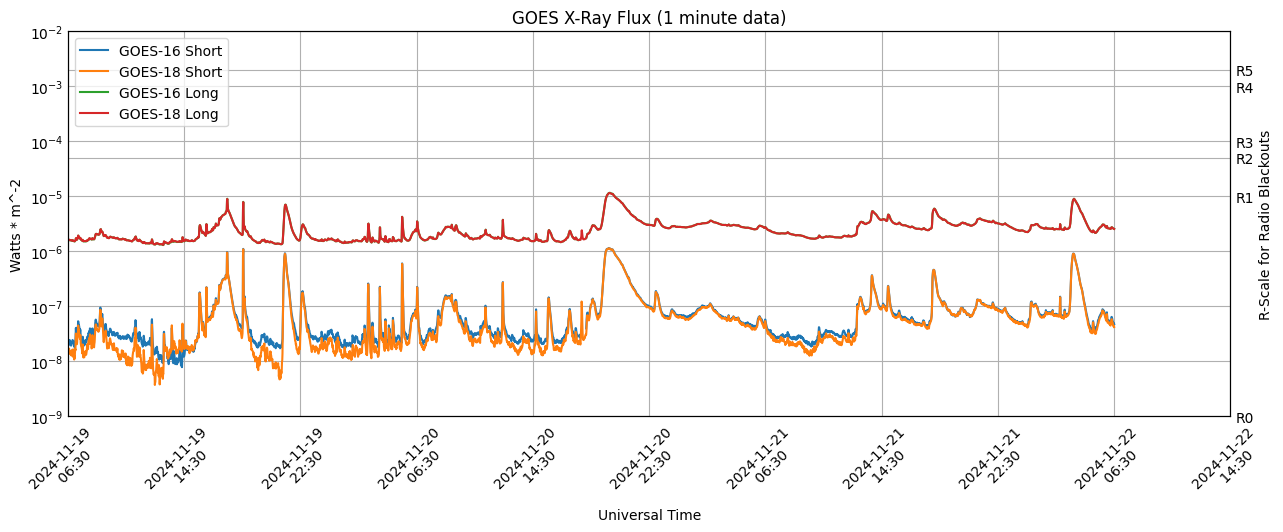 GOES X-Ray Flux (1 minute data)
GOES-16 Short
GOES-18 Short
GOES-16 Long
GOES-18 Long
Watts * m^-2
10^-2
10^-3
10^-4
10^-5
10^-6
10^-7
10^-8
10^-9
R5
R4
R3
R2
R1
R0
R-Scale for Radio Blackouts
2024-11-19
06:30
2024-11-19
14:30
2024-11-19
22:30
2024-11-20
06:30
2024-11-20
14:30
2024-11-20
22:30
2024-11-21
06:30
2024-11-21
14:30
2024-11-21
22:30
2024-11-22
06:30
2024-11-22
14:30
Universal Time